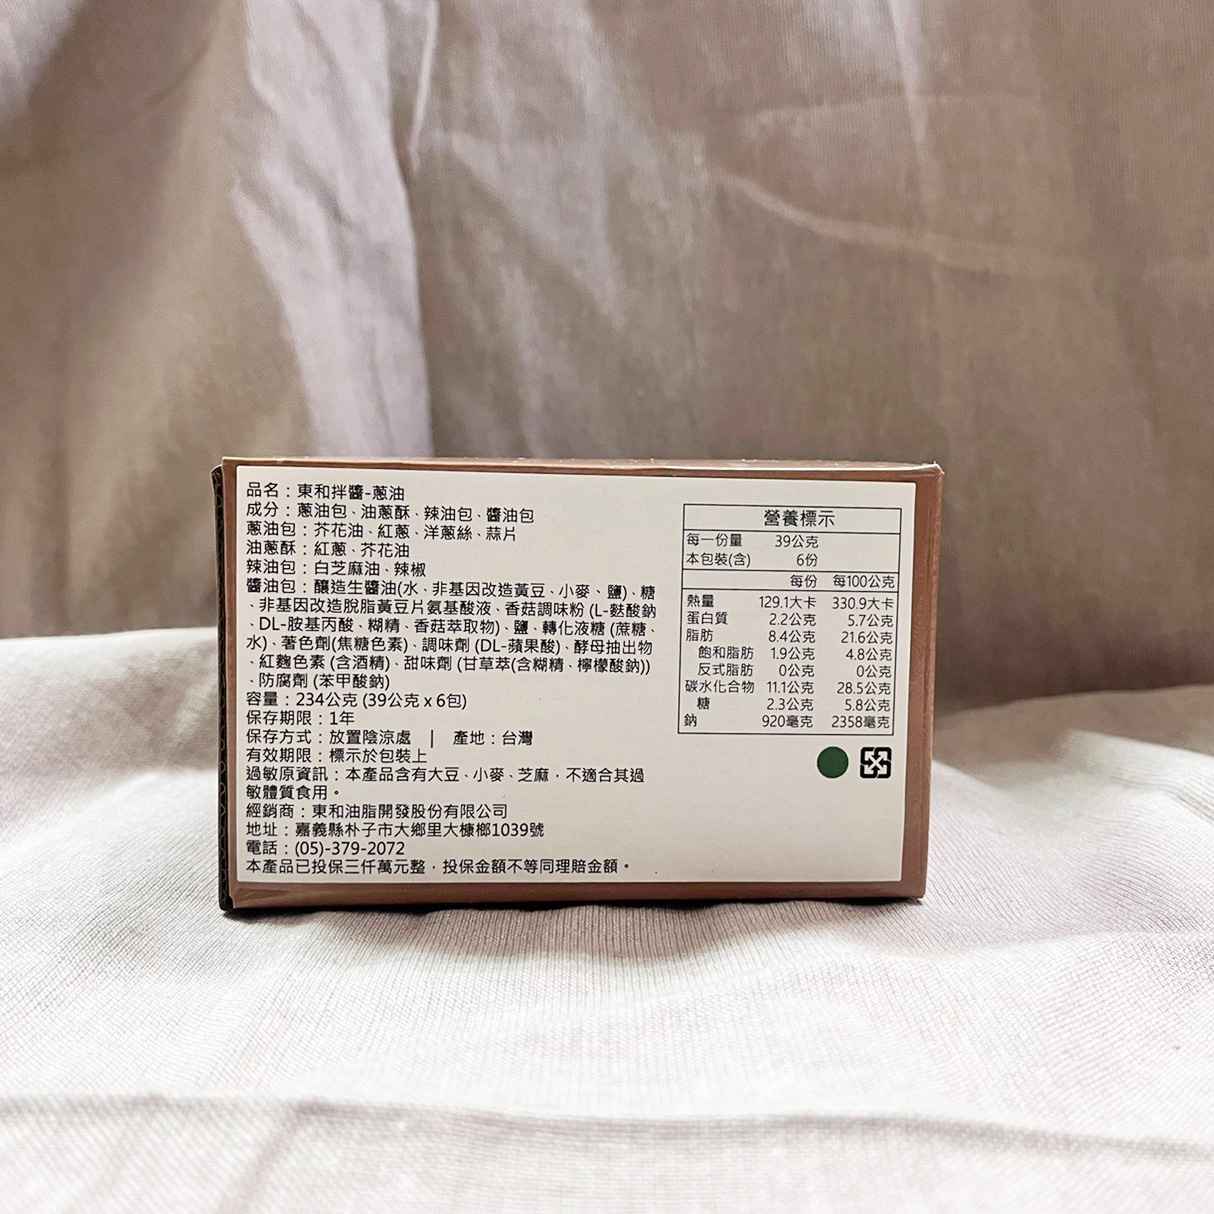 品名：東和拌醬-蔥油
成分：蔥油包、油蔥酥、辣油包、醬油包
蔥油包：芥花油、紅蔥、洋蔥絲、蒜片
油蔥酥：紅蔥、芥花油
辣油包：白芝麻油、辣椒
醬油包：釀造生醬油(水、非基因改造黃豆、小麥、鹽)、糖
、非基因改造脫脂黃豆片氨基酸液、香菇調味粉 (L-麩酸鈉
、DL-胺基丙酸、糊精、香菇萃取物)、鹽、轉化液糖 (蔗糖、
水)、著色劑(焦糖色素)、調味劑 (DL-蘋果酸)、酵母抽出物
、紅麴色素 (含酒精)、甜味劑 (甘草萃(含糊精、檸檬酸鈉))
、防腐劑 (苯甲酸鈉)
容量：234公克 (39公克 x 6包)
保存期限：1年
保存方式：放置陰涼處 | 產地：台灣
有效期限：標示於包裝上
過敏原資訊：本產品含有大豆、小麥、芝麻，不適合其過
敏體質食用。
經銷商：東和油脂開發股份有限公司
地址：嘉義縣朴子市大鄉里大槺榔1039號
電話：(05)-379-2072
本產品已投保三仟萬元整，投保金額不等同理賠金額。
營養標示
每一份量 39公克
本包裝(含) 6份
每份 每100公克
熱量 129.1大卡 330.9大卡
蛋白質 2.2公克 5.7公克
脂肪 8.4公克 21.6公克
飽和脂肪 1.9公克 4.8公克
反式脂肪 0公克 0公克
碳水化合物 11.1公克 28.5公克
糖 2.3公克 5.8公克
鈉 920毫克 2358毫克